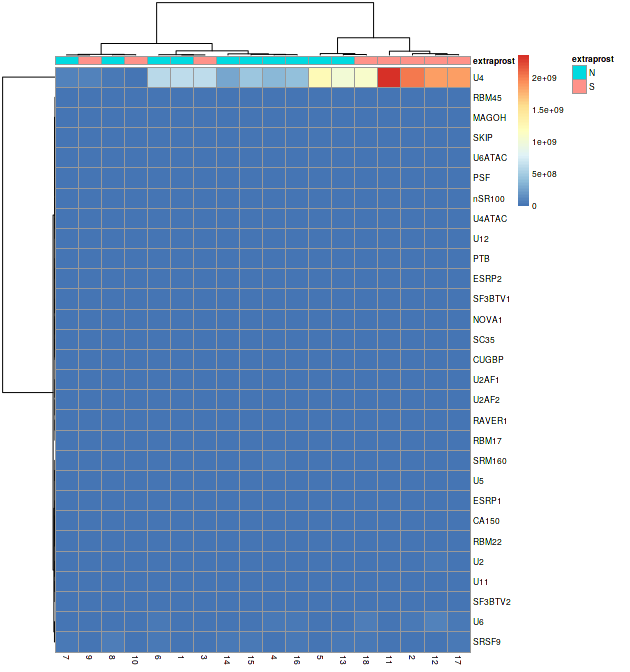 extraprost
extraprost
N
S
2e+09
1.5e+09
1e+09
5e+08
0
U4
RBM45
MAGOH
SKIP
U6ATAC
PSF
nSR100
U4ATAC
U12
PTB
ESRP2
SF3BTV1
NOVA1
SC35
CUGBP
U2AF1
U2AF2
RAVER1
RBM17
SRM160
U5
ESRP1
CA150
RBM22
U2
U11
SF3BTV2
U6
SRSF9
7 9 8 10 6 1 3 14 15 4 16 5 13 18 11 2 12 17